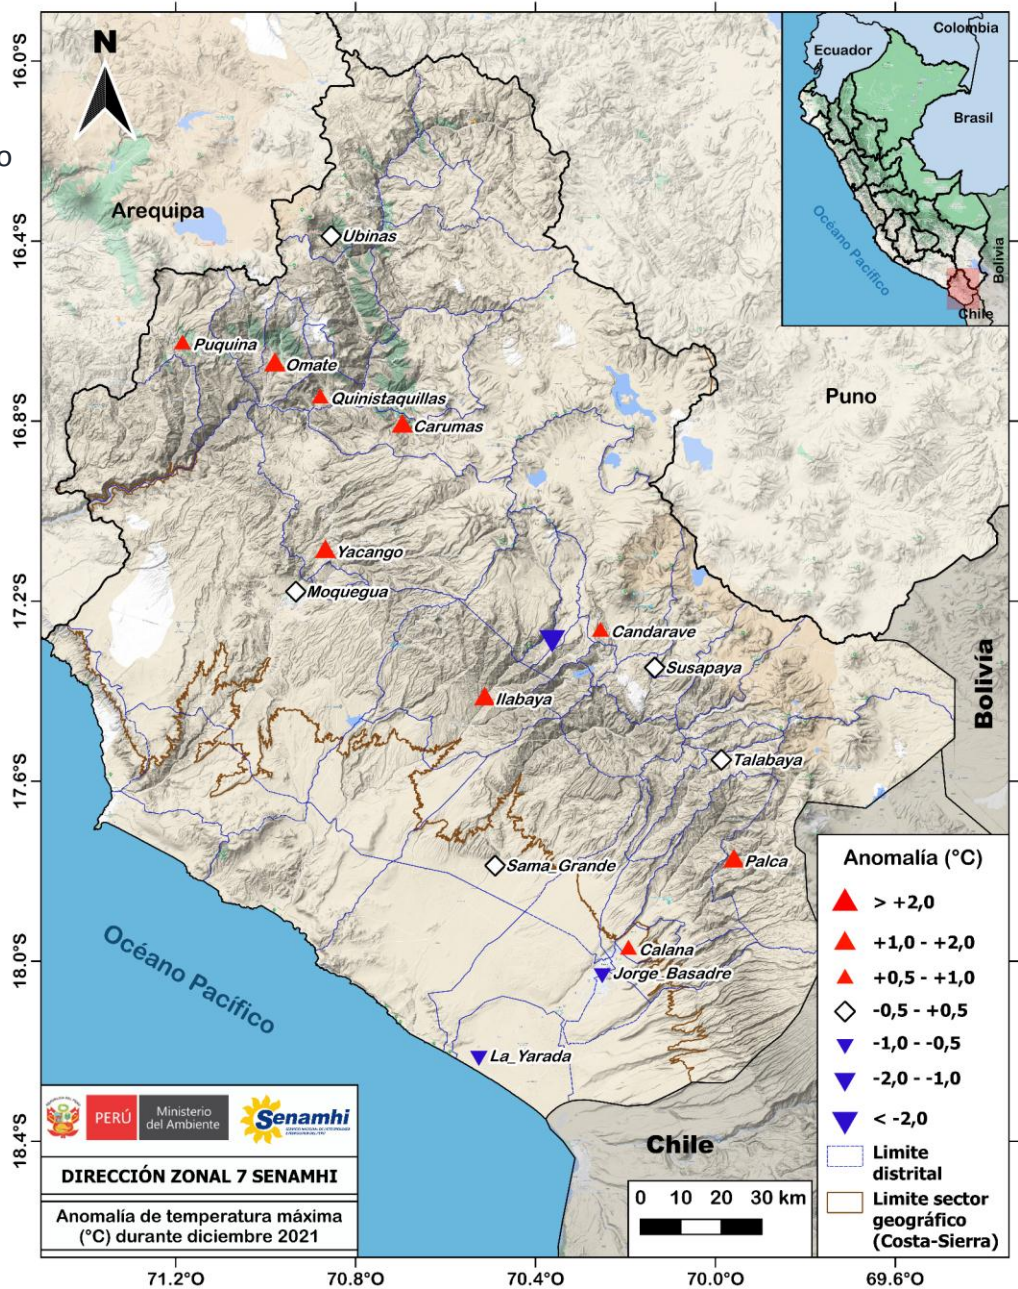 O
N
Arequipa
Ubinas
Puquina
Omate
Quinistaquillas
Carumas
Puno
Yacango
Moquegua
Candarave
Susapaya
Ilabaya
Talabaya
Bolivía
Sama_Grande
Palca
Calana
Jorge_Basadre
La_Yarada
Océano Pacífico
Chile
Colombia
Ecuador
Brasil
Océano Pacífico
Bolivia
Chile
Anomalía (°C)
> +2,0
+1,0 - +2,0
+0,5 - +1,0
-0,5 - +0,5
-1,0 - -0,5
-2,0 - -1,0
< -2,0
Limite
distrital
Limite sector
geográfico
(Costa-Sierra)
PERÚ
Ministerio
del Ambiente
Senamhi
DIRECCIÓN ZONAL 7 SENAMHI
Anomalía de temperatura máxima
(°C) durante diciembre 2021
0 10 20 30 km
16.0°S
16.4°S
16.8°S
17.2°S
17.6°S
18.0°S
18.4°S
71.2°O 70.8°O 70.4°O 70.0°O 69.6°O